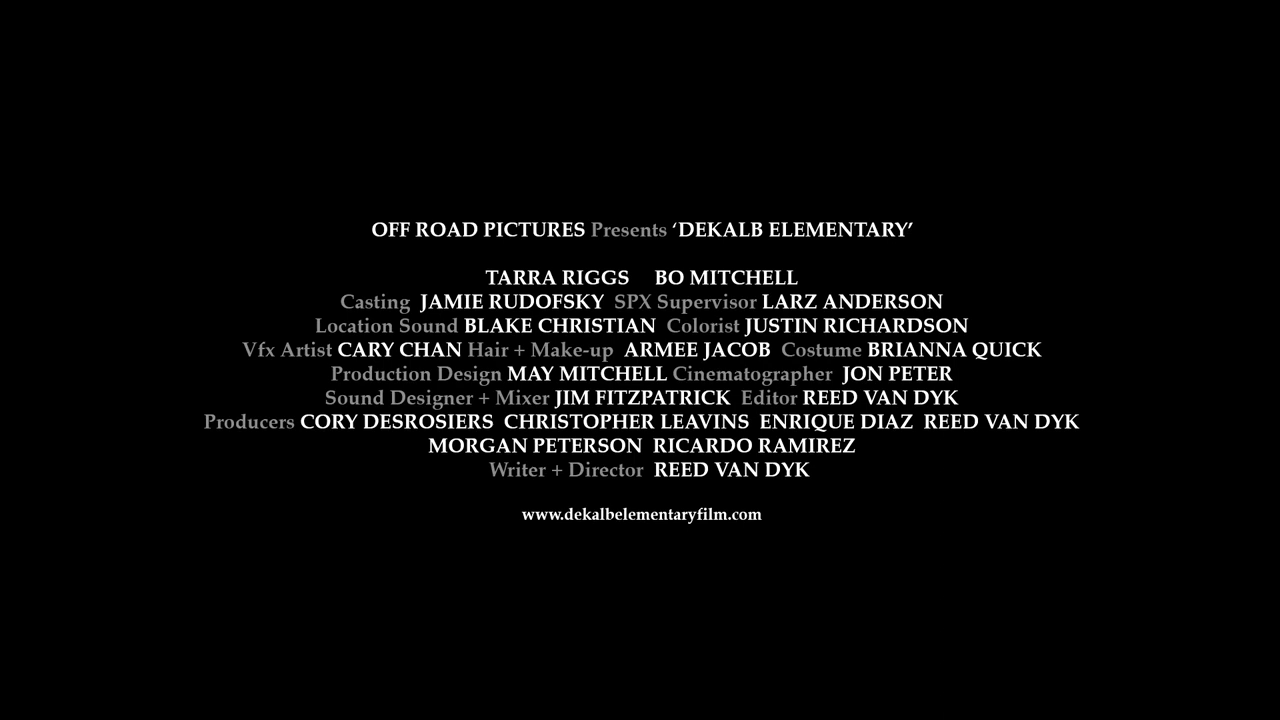 OFF ROAD PICTURES Presents ‘DEKALB ELEMENTARY’
TARRA RIGGS BO MITCHELL
Casting JAMIE RUDOFSKY SPX Supervisor LARZ ANDERSON
Location Sound BLAKE CHRISTIAN Colorist JUSTIN RICHARDSON
Vfx Artist CARY CHAN Hair + Make-up ARMEE JACOB Costume BRIANNA QUICK
Production Design MAY MITCHELL Cinematographer JON PETER
Sound Designer + Mixer JIM FITZPATRICK Editor REED VAN DYK
Producers CORY DESROSIERS CHRISTOPHER LEAVINS ENRIQUE DIAZ REED VAN DYK
MORGAN PETERSON RICARDO RAMIREZ
Writer + Director REED VAN DYK
www.dekalbelementaryfilm.com